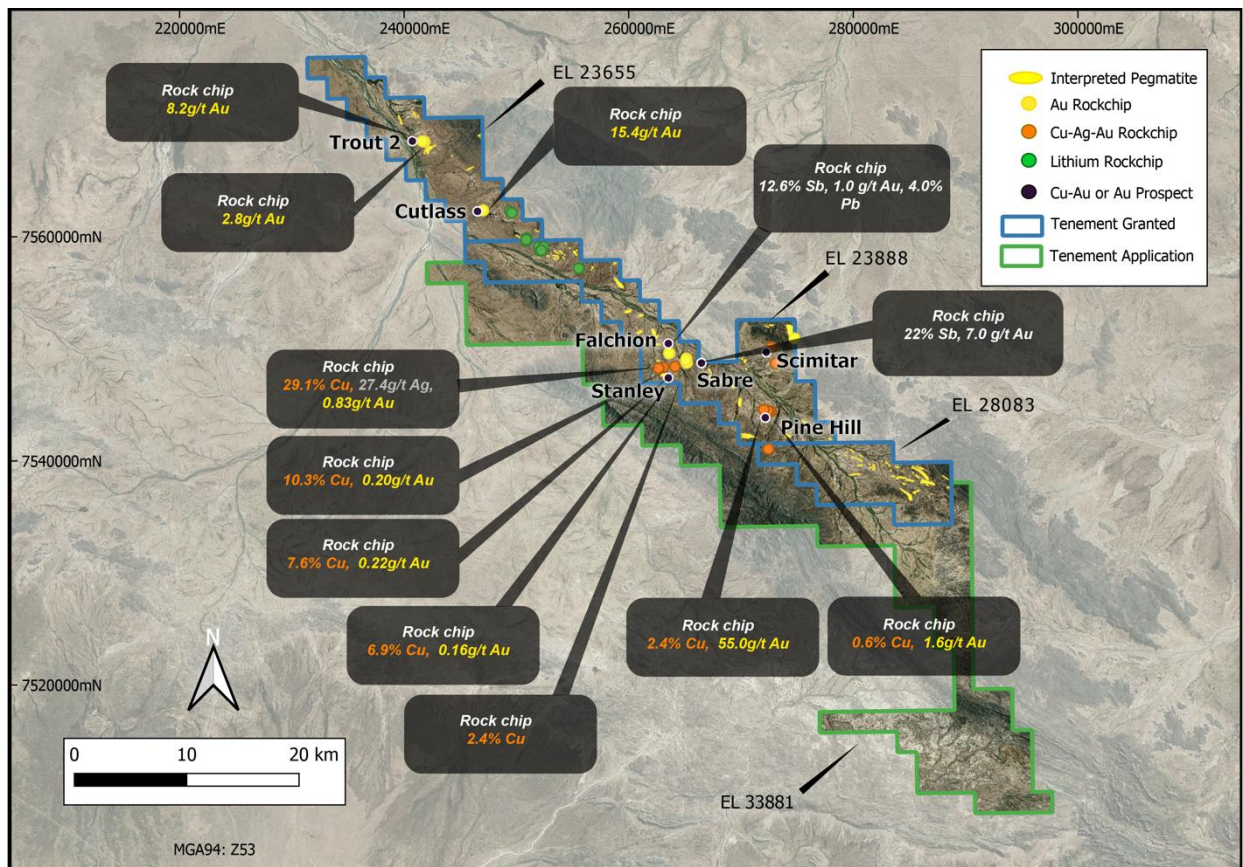 220000mE
240000mE
260000mE
280000mE
300000mE
Interpreted Pegmatite
Au Rockchip
Cu-Ag-Au Rockchip
Lithium Rockchip
Cu-Au or Au Prospect
Tenement Granted
Tenement Application
EL 23655
Rock chip
8.2g/t Au
Rock chip
15.4g/t Au
Trout 2
Rock chip
12.6% Sb, 1.0 g/t Au, 4.0%
Pb
Rock chip
2.8g/t Au
Cutlass
7560000mN
EL 23888
Rock chip
22% Sb, 7.0 g/t Au
Falchion
Scimitar
Sabre
Stanley
Rock chip
29.1% Cu, 27.4g/t Ag,
0.83g/t Au
EL 28083
Pine Hill
7540000mN
Rock chip
10.3% Cu, 0.20g/t Au
Rock chip
7.6% Cu, 0.22g/t Au
Rock chip
6.9% Cu, 0.16g/t Au
Rock chip
2.4% Cu, 55.0g/t Au
Rock chip
0.6% Cu, 1.6g/t Au
N
7520000mN
Rock chip
2.4% Cu
0 10 20 km
EL 33881
MGA94: Z53